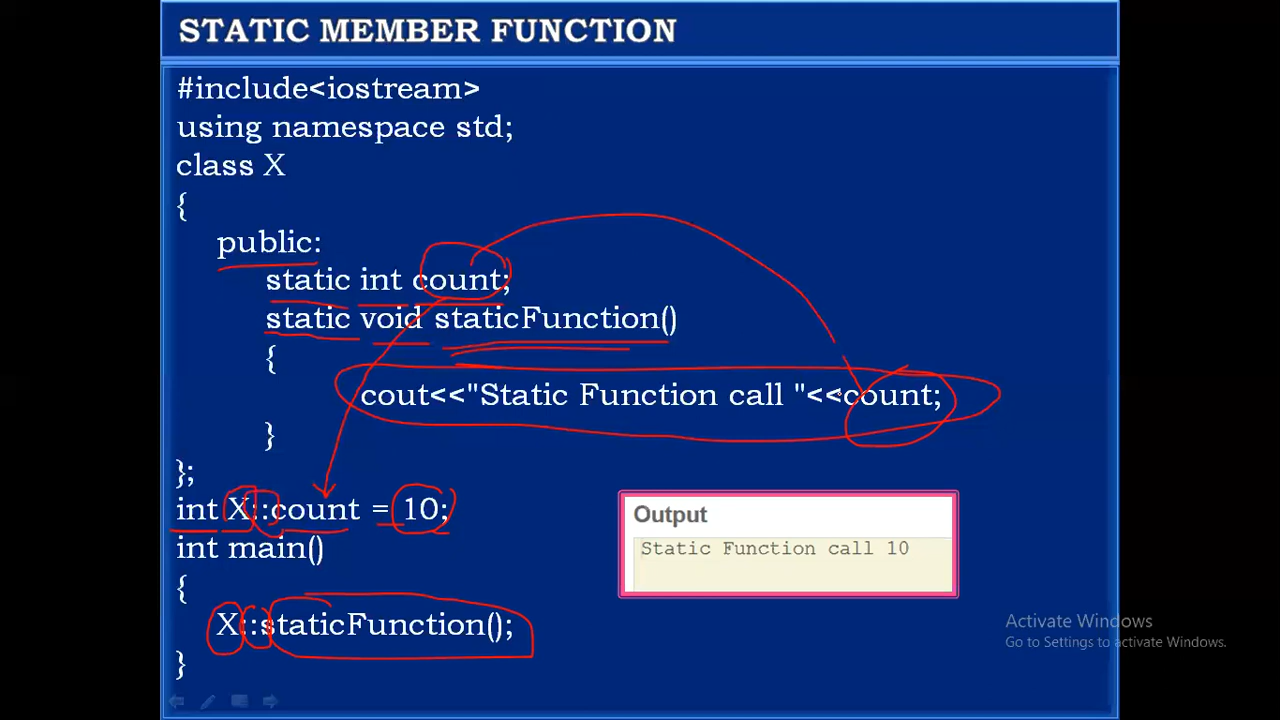 STATIC MEMBER FUNCTION
#include<iostream>
using namespace std;
class X
{
public:
static int count;
static void staticFunction()
{
cout<<"Static Function call "<<count;
}
};
int X::count = 10;
int main()
{
X::staticFunction();
}
Output
Static Function call 10
Activate Windows
Go to Settings to activate Windows.